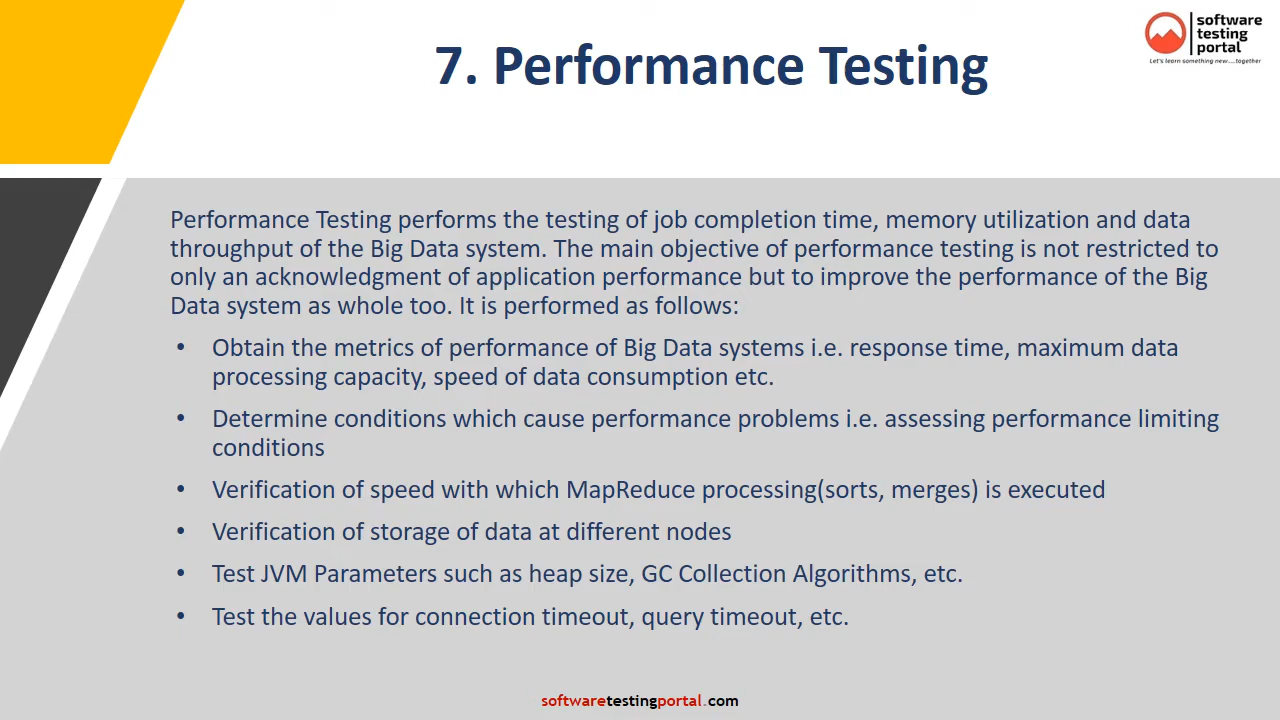 7. Performance Testing
software
testing
portal
Let's learn something new....together
Performance Testing performs the testing of job completion time, memory utilization and data
throughput of the Big Data system. The main objective of performance testing is not restricted to
only an acknowledgment of application performance but to improve the performance of the Big
Data system as whole too. It is performed as follows:
• Obtain the metrics of performance of Big Data systems i.e. response time, maximum data
processing capacity, speed of data consumption etc.
• Determine conditions which cause performance problems i.e. assessing performance limiting
conditions
• Verification of speed with which MapReduce processing(sorts, merges) is executed
• Verification of storage of data at different nodes
• Test JVM Parameters such as heap size, GC Collection Algorithms, etc.
• Test the values for connection timeout, query timeout, etc.
softwaretestingportal.com